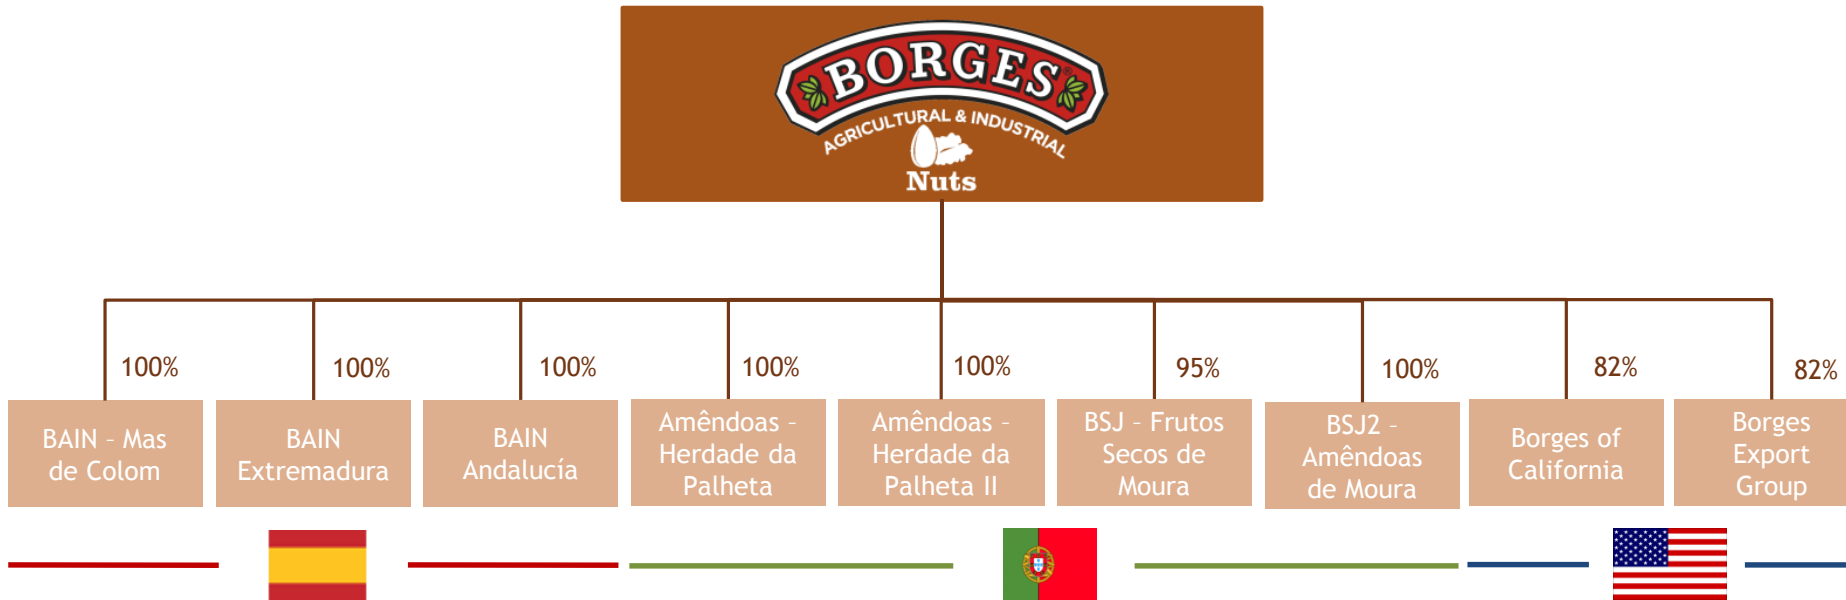 BORGES
AGRICULTURAL & INDUSTRIAL
Nuts
100%
100%
100%
100%
100%
95%
100%
82%
82%
BAIN – Mas
de Colom
BAIN
Extremadura
BAIN
Andalucía
Amêndoas –
Herdade da
Palheta
Amêndoas –
Herdade da
Palheta II
BSJ – Frutos
Secos de
Moura
BSJ2 –
Amêndoas
de Moura
Borges of
California
Borges
Export
Group